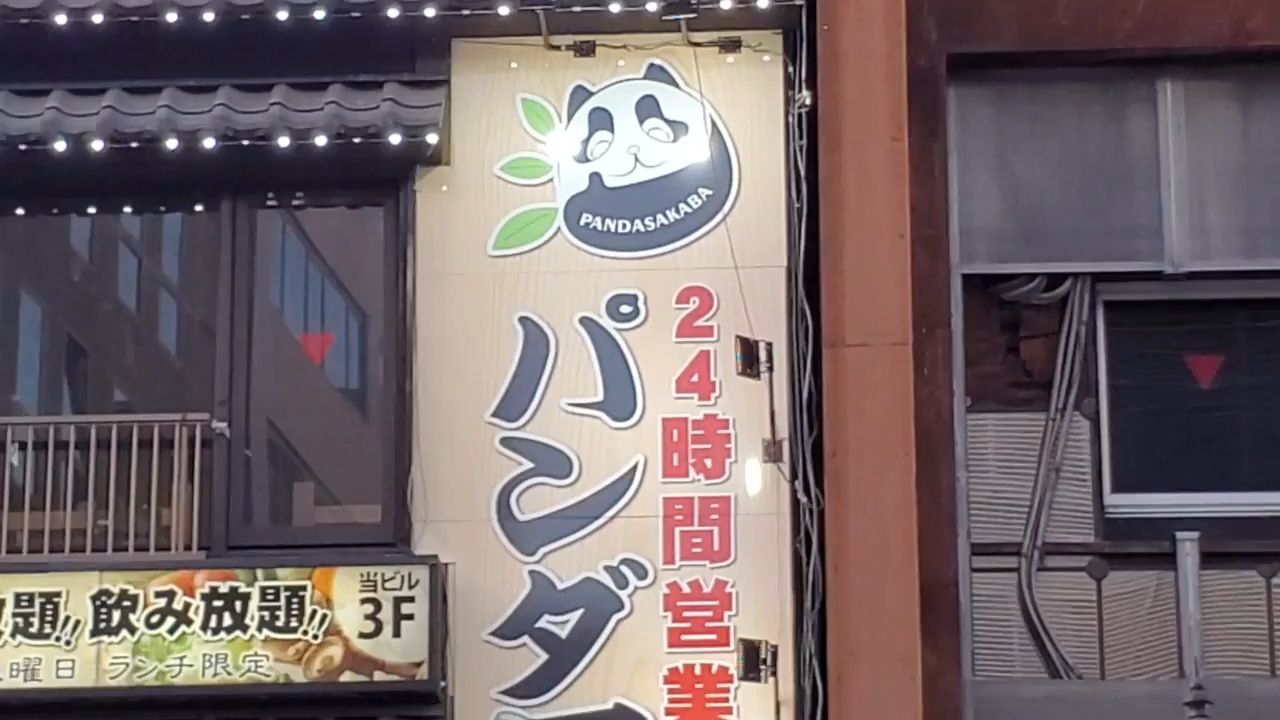 PANDASAKABA
パンダ
24時間営業
題!! 飲み放題!!
曜日 ランチ限定
当ビル
3F